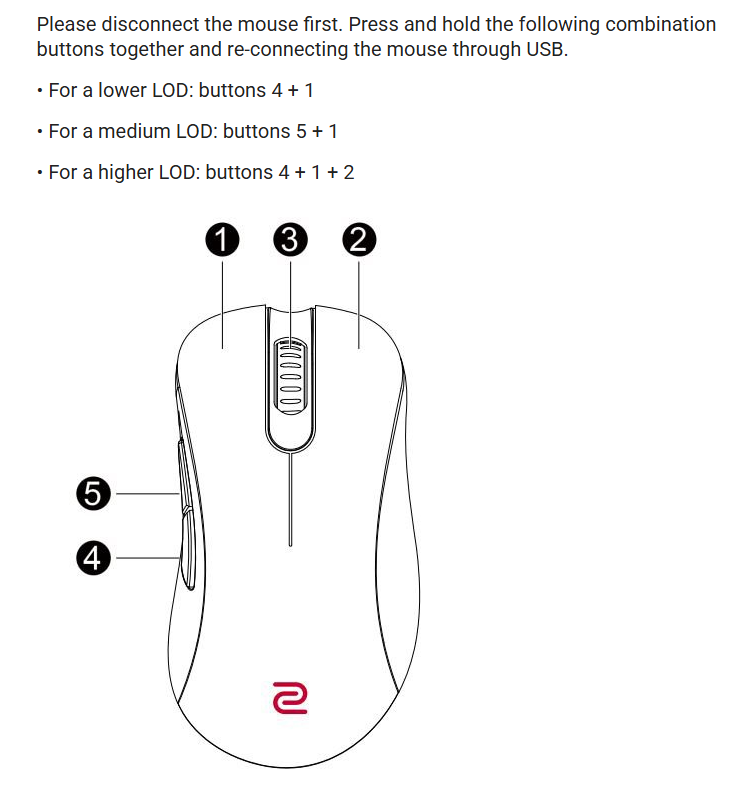 Please disconnect the mouse first. Press and hold the following combination
buttons together and re-connecting the mouse through USB.
• For a lower LOD: buttons 4 + 1
• For a medium LOD: buttons 5 + 1
• For a higher LOD: buttons 4 + 1 + 2
1 3 2
5
4